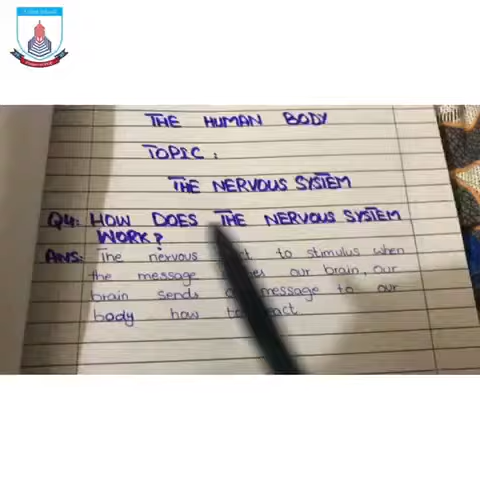 THE HUMAN BODY
TOPIC:
THE NERVOUS SYSTEM
Q4: HOW DOES THE NERVOUS SYSTEM
WORK?
Ans: The nervous to stimulus when
the message our brain, our
brain sends message to our
body how to